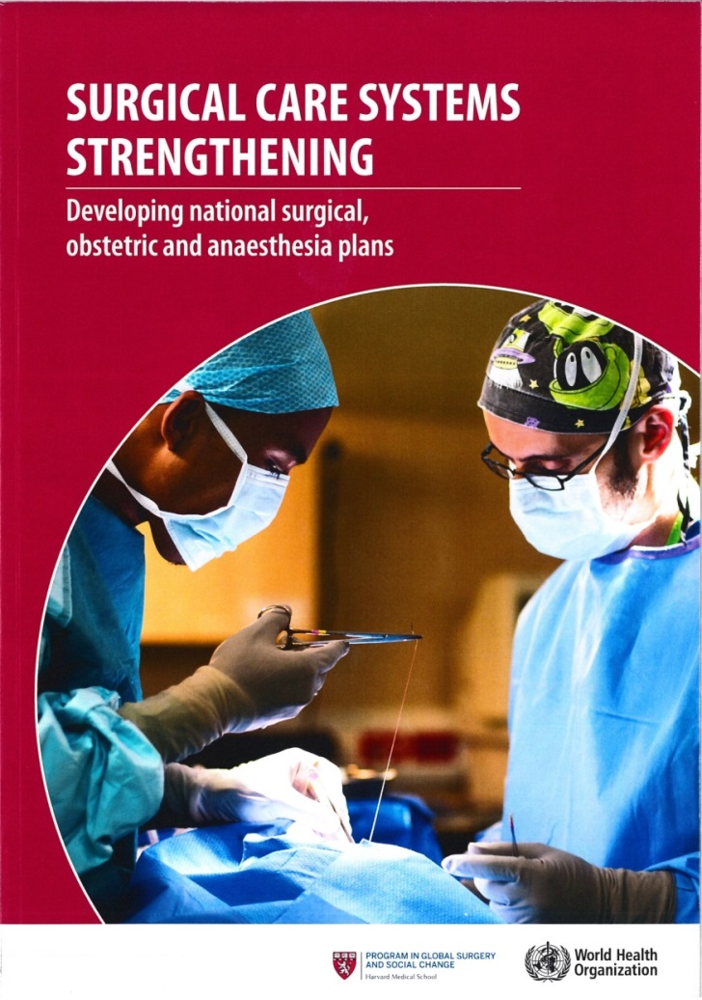 SURGICAL CARE SYSTEMS
STRENGTHENING
Developing national surgical,
obstetric and anaesthesia plans
PROGRAM IN GLOBAL SURGERY
AND SOCIAL CHANGE
Harvard Medical School
World Health
Organization